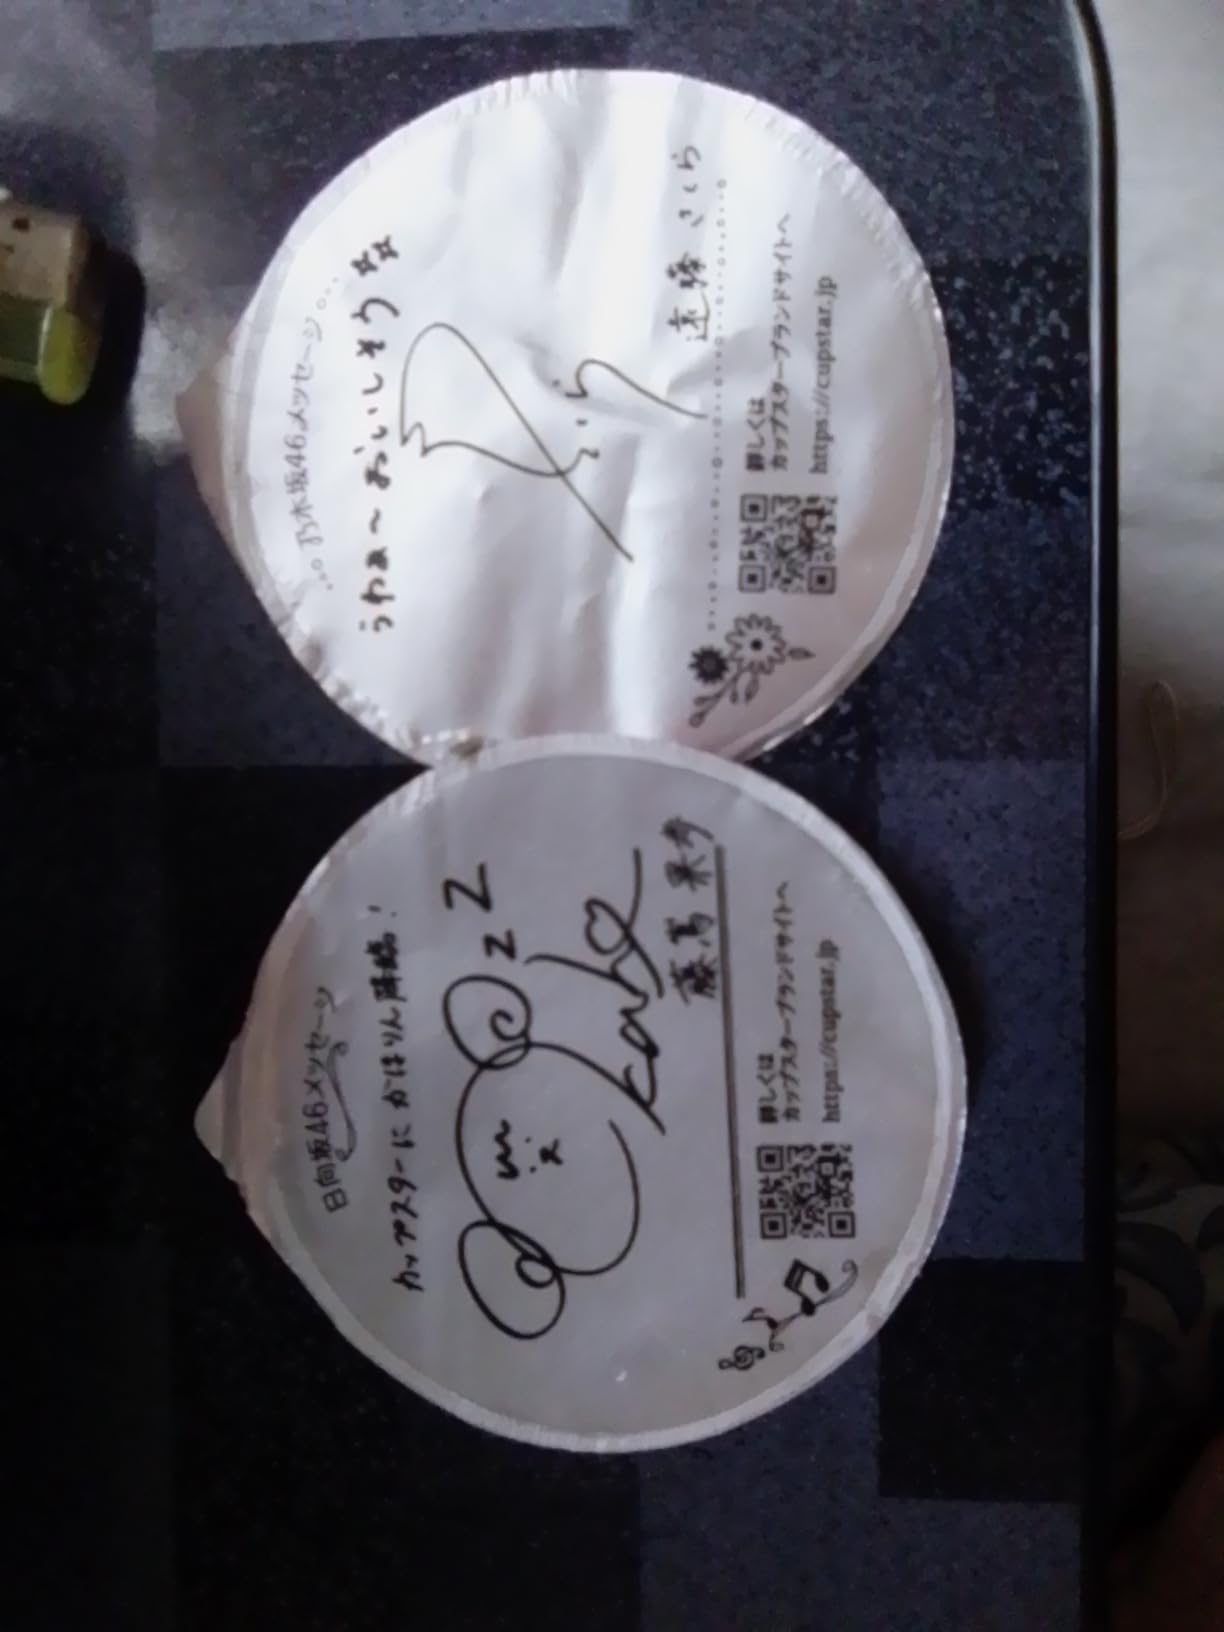 日向坂46メッセージ
カップスターに かほりん降臨!
z Z
Kaho
藤嶌 果歩
詳しくは
カップスターブランドサイトへ
https://cupstar.jp
乃木坂46メッセージ
うわぁ〜おいしそう☆☆
さくら
遠藤 さくら
詳しくは
カップスターブランドサイトへ
https://cupstar.jp